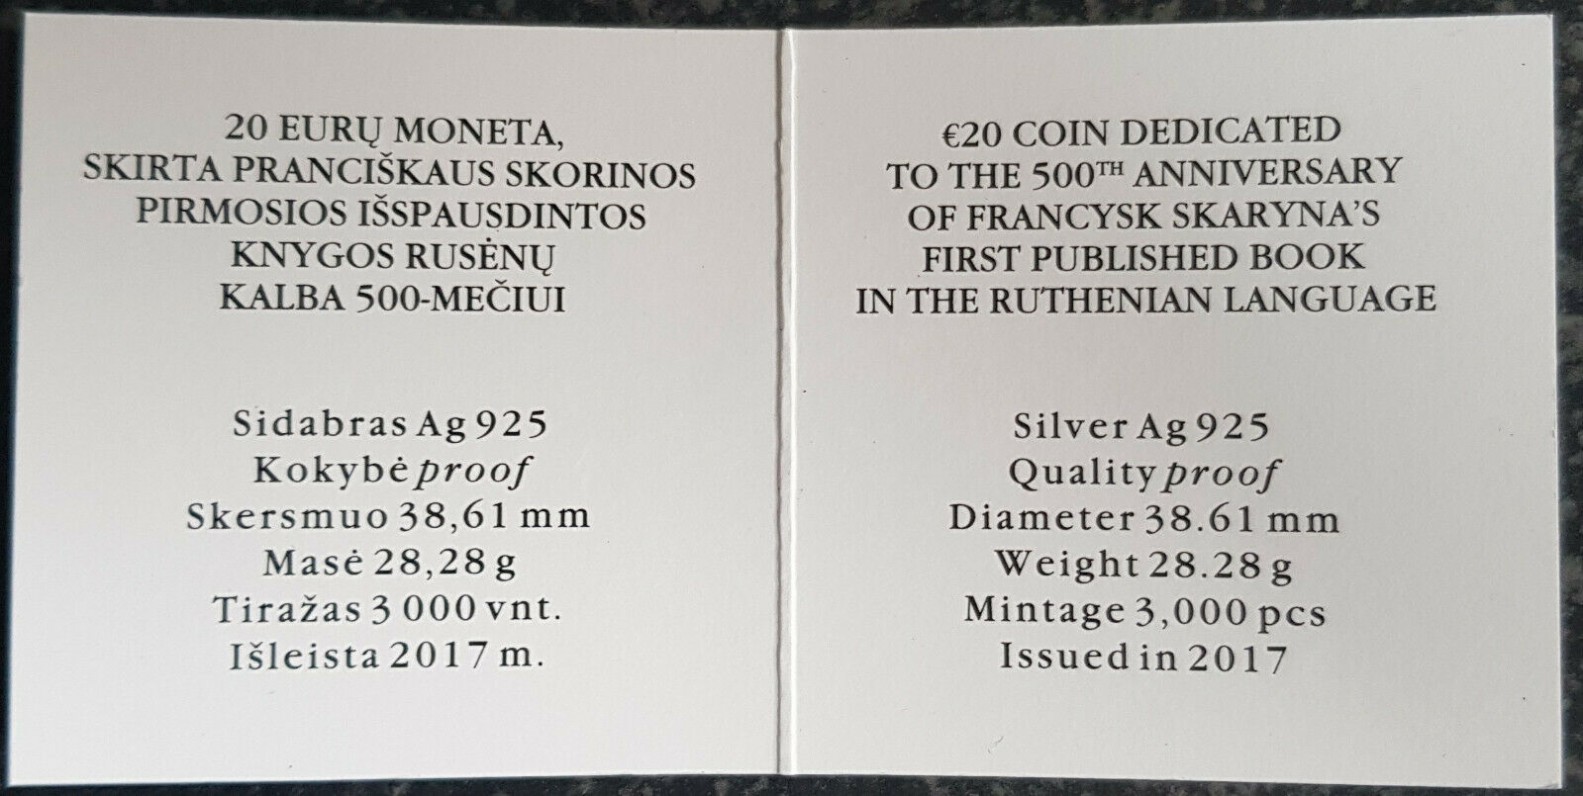 20 EURŲ MONETA,
SKIRTA PRANCIŠKAUS SKORINOS
PIRMOSIOS IŠSPAUSDINTOS
KNYGOS RUSĖNŲ
KALBA 500-MEČIUI
Sidabras Ag 925
Kokybė proof
Skersmuo 38,61 mm
Masė 28,28 g
Tiražas 3 000 vnt.
Išleista 2017 m.
€20 COIN DEDICATED
TO THE 500TH ANNIVERSARY
OF FRANCYSK SKARYNA'S
FIRST PUBLISHED BOOK
IN THE RUTHENIAN LANGUAGE
Silver Ag 925
Quality proof
Diameter 38.61 mm
Weight 28.28 g
Mintage 3,000 pcs
Issued in 2017